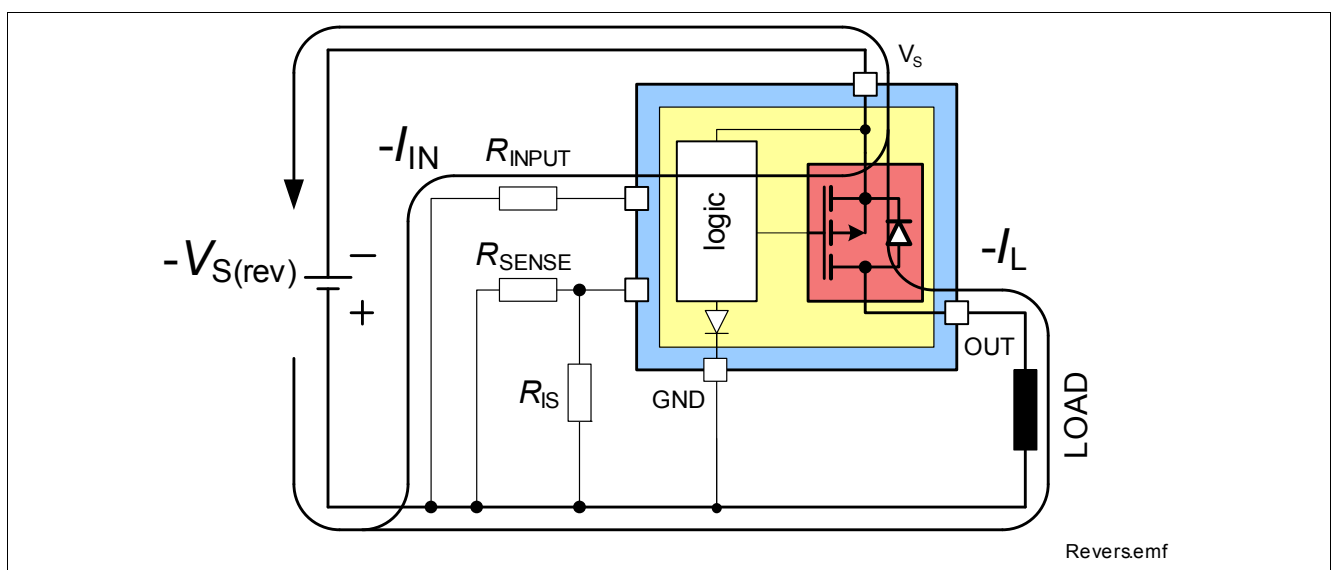 V_S
-I_IN
R_INPUT
logic
-V_S(rev)
−
+
R_SENSE
-I_L
OUT
R_IS
GND
LOAD
Revers.emf